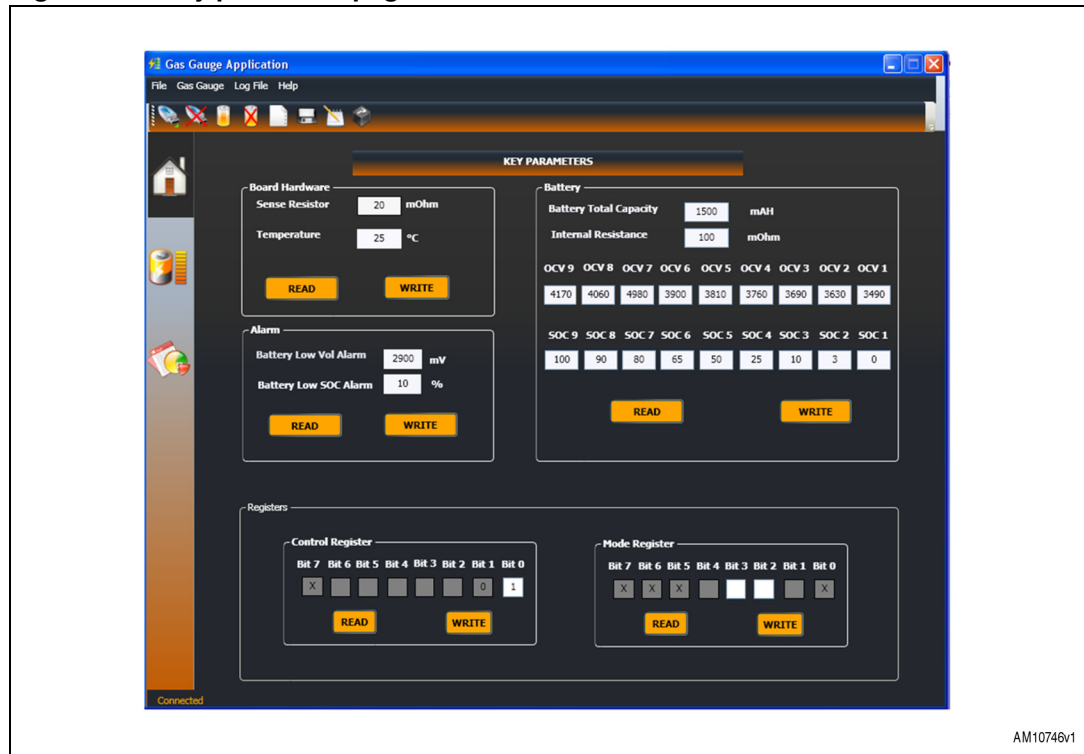 Gas Gauge Application
File Gas Gauge Log File Help
KEY PARAMETERS
Board Hardware
Sense Resistor 20 mOhm
Temperature 25 °C
READ WRITE
Alarm
Battery Low Vol Alarm 2900 mV
Battery Low SOC Alarm 10 %
READ WRITE
Battery
Battery Total Capacity 1500 mAH
Internal Resistance 100 mOhm
OCV 9 OCV 8 OCV 7 OCV 6 OCV 5 OCV 4 OCV 3 OCV 2 OCV 1
4170 4060 4980 3900 3810 3760 3690 3630 3490
SOC 9 SOC 8 SOC 7 SOC 6 SOC 5 SOC 4 SOC 3 SOC 2 SOC 1
100 90 80 65 50 25 10 3 0
READ WRITE
Registers
Control Register
Bit 7 Bit 6 Bit 5 Bit 4 Bit 3 Bit 2 Bit 1 Bit 0
X 0 1
READ WRITE
Mode Register
Bit 7 Bit 6 Bit 5 Bit 4 Bit 3 Bit 2 Bit 1 Bit 0
X X X X
READ WRITE
Connected
AM10746v1